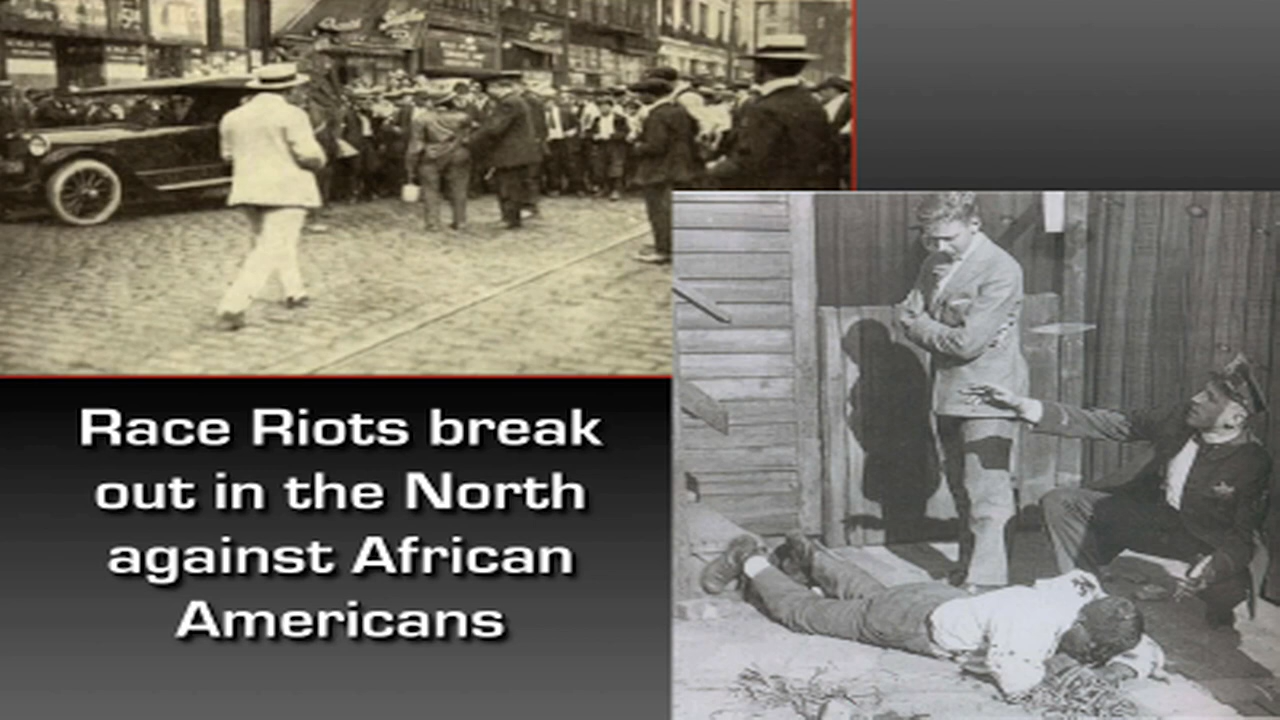 Race Riots break
out in the North
against African
Americans